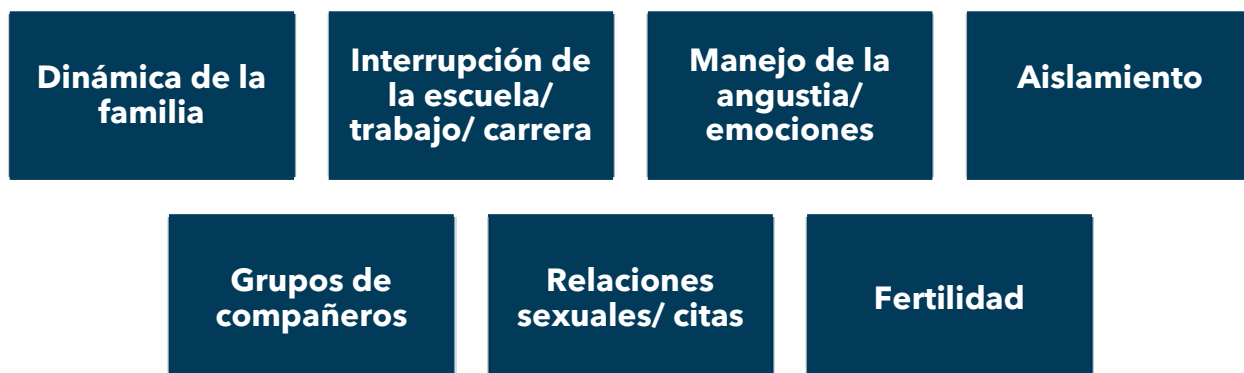 Dinámica de la
familia
Interrupción de
la escuela/
trabajo/ carrera
Manejo de la
angustia/
emociones
Aislamiento
Grupos de
compañeros
Relaciones
sexuales/ citas
Fertilidad